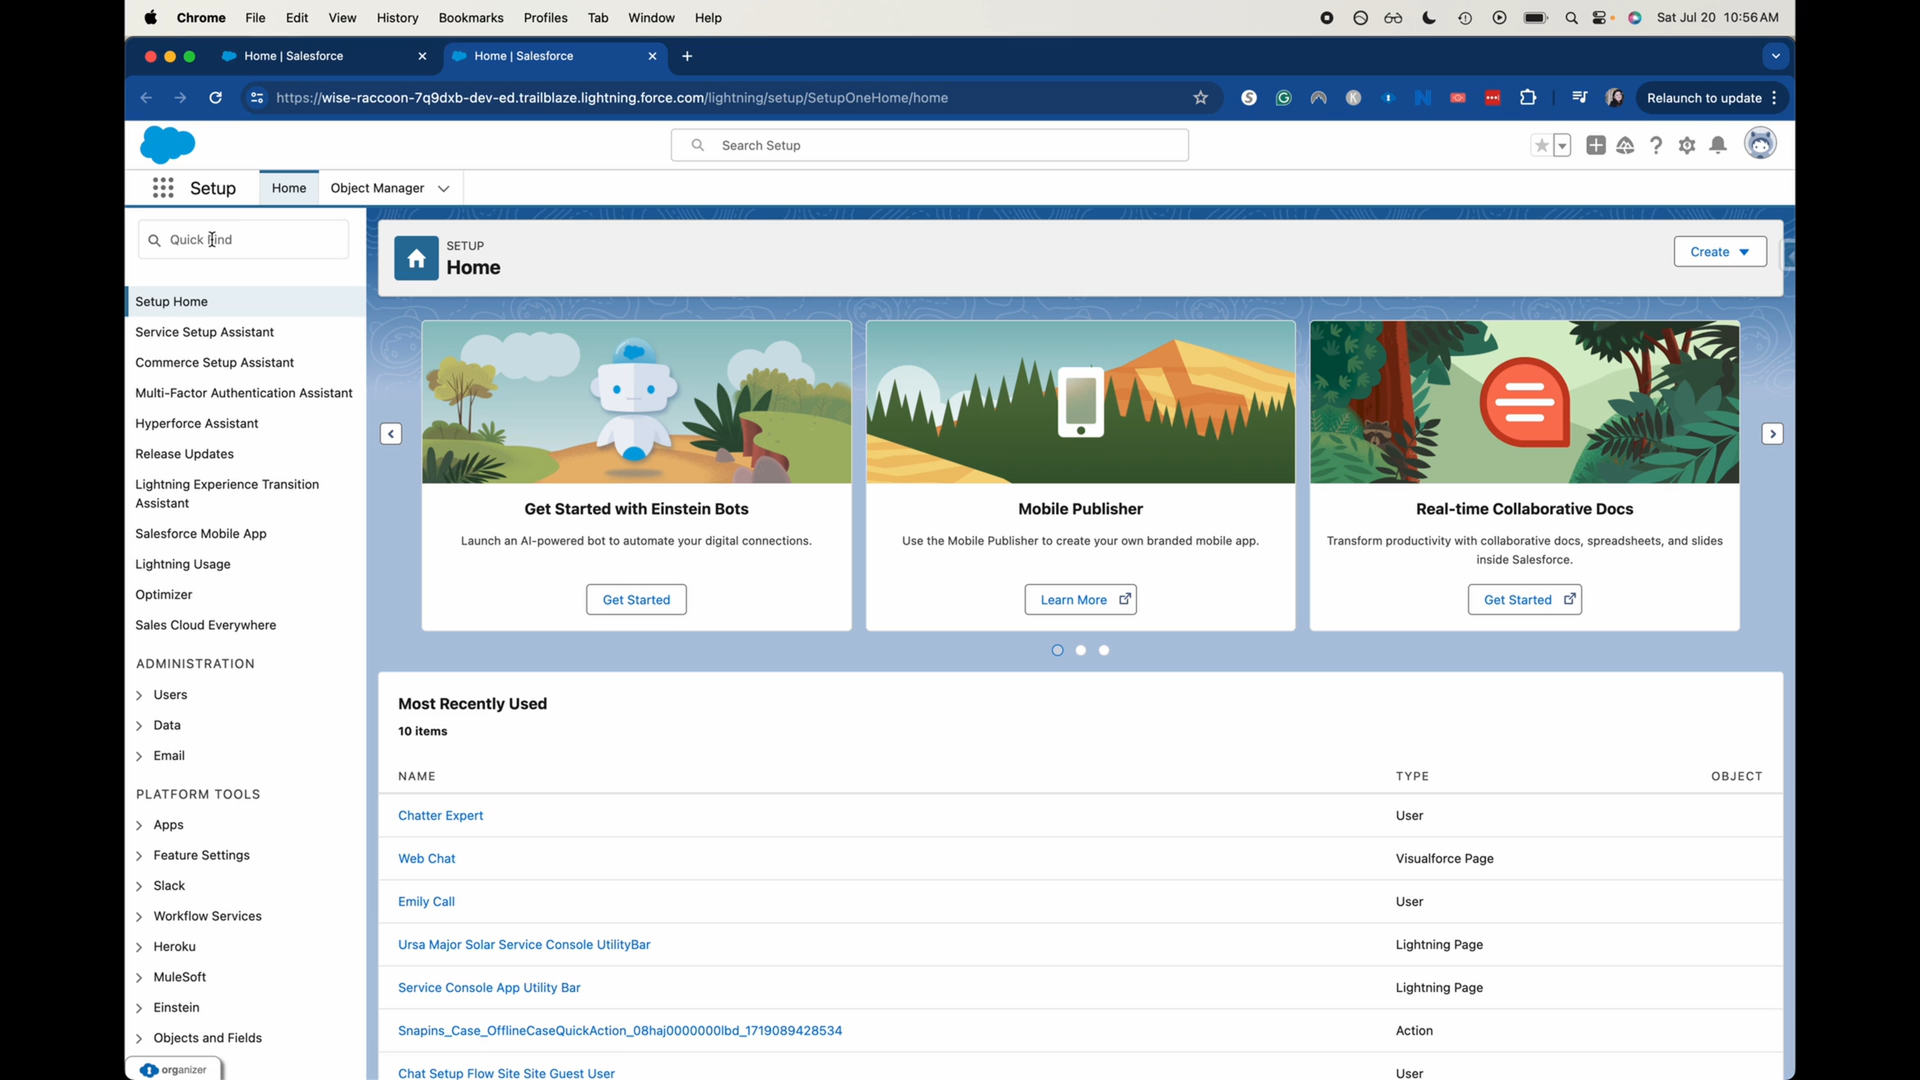 Chrome File Edit View History Bookmarks Profiles Tab Window Help Sat Jul 20 10:56 AM
Home | Salesforce Home | Salesforce
https://wise-raccoon-7q9dxb-dev-ed.trailblaze.lightning.force.com/lightning/setup/SetupOneHome/home Relaunch to update
Search Setup
Setup Home Object Manager
Quick Find
SETUP
Home
Create
Setup Home
Service Setup Assistant
Commerce Setup Assistant
Multi-Factor Authentication Assistant
Hyperforce Assistant
Release Updates
Lightning Experience Transition
Assistant
Salesforce Mobile App
Lightning Usage
Optimizer
Sales Cloud Everywhere
ADMINISTRATION
Users
Data
Email
PLATFORM TOOLS
Apps
Feature Settings
Slack
Workflow Services
Heroku
MuleSoft
Einstein
Objects and Fields
organizer
Get Started with Einstein Bots
Launch an AI-powered bot to automate your digital connections.
Get Started
Mobile Publisher
Use the Mobile Publisher to create your own branded mobile app.
Learn More
Real-time Collaborative Docs
Transform productivity with collaborative docs, spreadsheets, and slides
inside Salesforce.
Get Started
Most Recently Used
10 items
NAME TYPE OBJECT
Chatter Expert User
Web Chat Visualforce Page
Emily Call User
Ursa Major Solar Service Console UtilityBar Lightning Page
Service Console App Utility Bar Lightning Page
Snapins_Case_OfflineCaseQuickAction_08haj0000000lbd_1719089428534 Action
Chat Setup Flow Site Site Guest User User